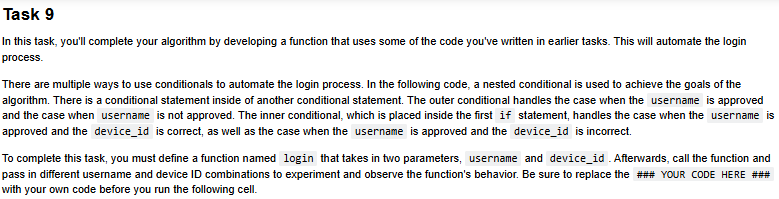 Task 9
In this task, you'll complete your algorithm by developing a function that uses some of the code you've written in earlier tasks. This will automate the login
process.
There are multiple ways to use conditionals to automate the login process. In the following code, a nested conditional is used to achieve the goals of the
algorithm. There is a conditional statement inside of another conditional statement. The outer conditional handles the case when the username is approved
and the case when username is not approved. The inner conditional, which is placed inside the first if statement, handles the case when the username is
approved and the device_id is correct, as well as the case when the username is approved and the device_id is incorrect.
To complete this task, you must define a function named login that takes in two parameters, username and device_id. Afterwards, call the function and
pass in different username and device ID combinations to experiment and observe the function's behavior. Be sure to replace the ### YOUR CODE HERE ###
with your own code before you run the following cell.